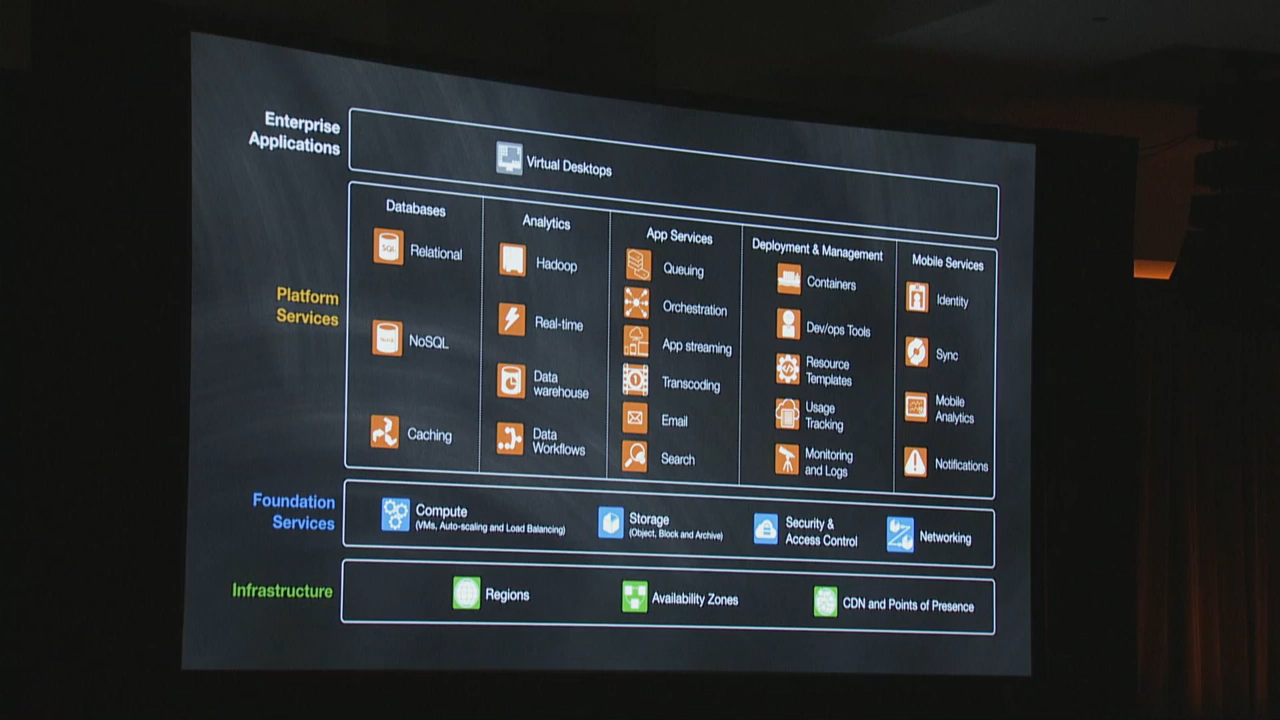 Enterprise
Applications
Virtual Desktops
Platform
Services
Databases
Relational
NoSQL
Caching
Analytics
Hadoop
Real-time
Data
warehouse
Data
Workflows
App Services
Queuing
Orchestration
App streaming
Transcoding
Email
Search
Deployment & Management
Containers
Dev/ops Tools
Resource
Templates
Usage
Tracking
Monitoring
and Logs
Mobile Services
Identity
Sync
Mobile
Analytics
Notifications
Foundation
Services
Compute
(VMs, Auto-scaling and Load Balancing)
Storage
(Object, Block and Archive)
Security &
Access Control
Networking
Infrastructure
Regions
Availability Zones
CDN and Points of Presence
SQL
NoSQL
1